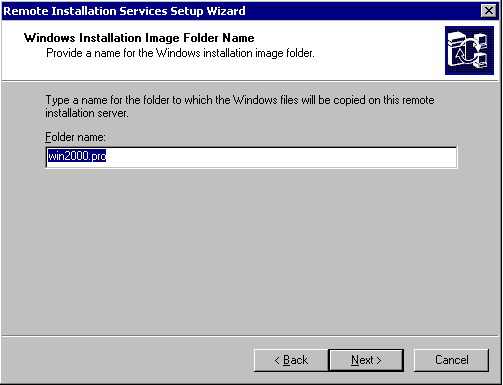 Remote Installation Services Setup Wizard
Windows Installation Image Folder Name
Provide a name for the Windows installation image folder.
Type a name for the folder to which the Windows files will be copied on this remote
installation server.
Folder name:
win2000.pro
< Back
Next >
Cancel